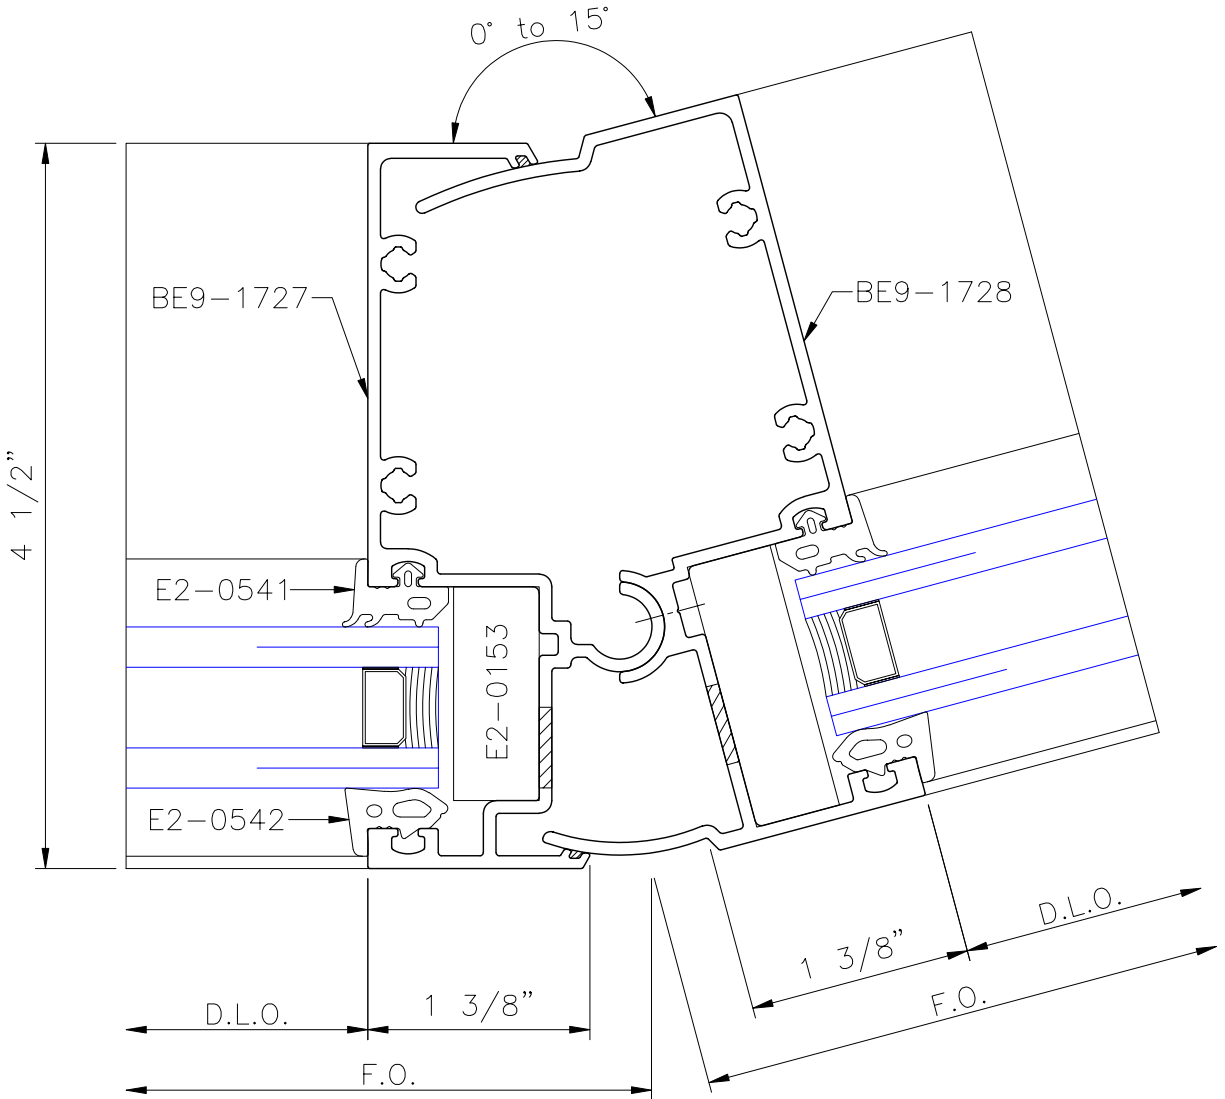 0° to 15°
BE9-1727
BE9-1728
4 1/2”
E2-0541
E2-0153
E2-0542
D.L.O.
1 3/8”
D.L.O.
1 3/8”
F.O.
F.O.